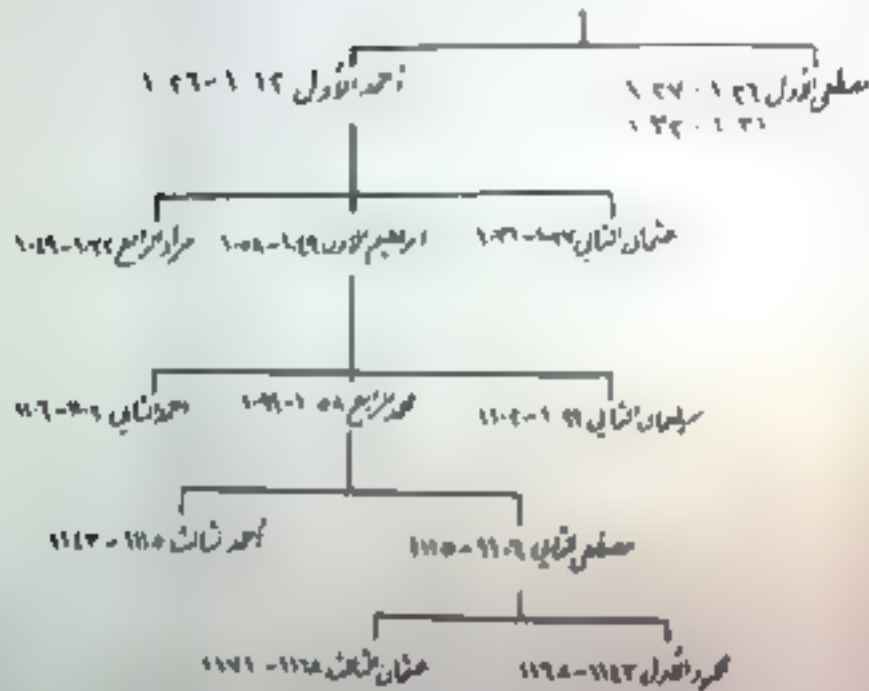 مصطفى الأول ١٠٢٦-١٠٢٧
١٠٣١-١٠٣٢
أحمد الأول ١٠١٢-١٠٢٦
عثمان الثاني ١٠٢٧-١٠٣١
ابراهيم الأول ١٠٤٩-١٠٥٨
مراد الرابع ١٠٣٢-١٠٤٩
سليمان الثاني ١٠٩٩-١١٠٢
محمد الرابع ١٠٥٨-١٠٩٩
احمد الثاني ١١٠٢-١١٠٦
مصطفى الثاني ١١٠٦-١١١٥
أحمد ثالث ١١١٥-١١٤٣
محمود الأول ١١٤٣-١١٦٨
عثمان الثالث ١١٦٨-١١٧١